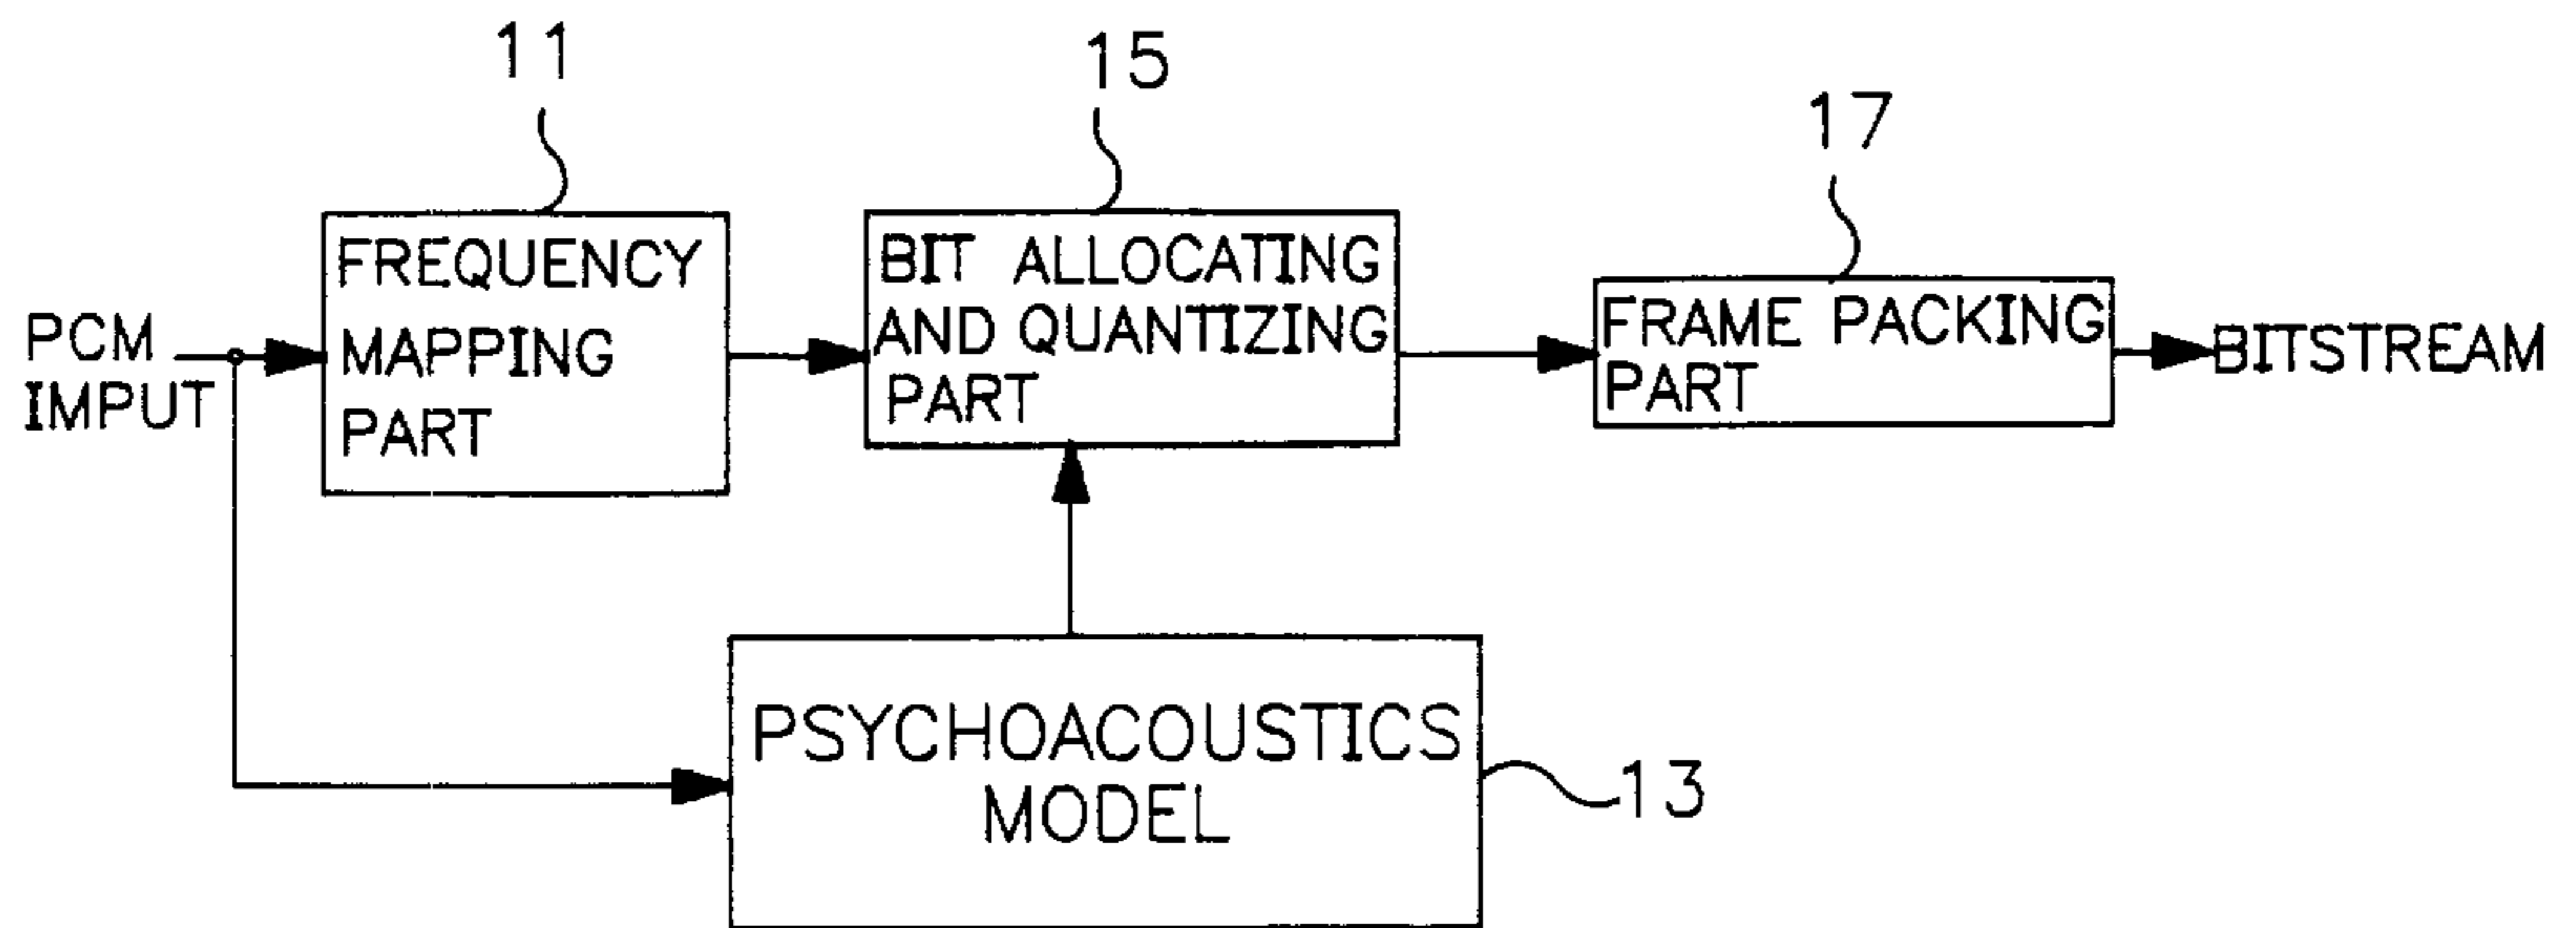 11
15
17
PCM
IMPUT
FREQUENCY
MAPPING
PART
BIT ALLOCATING
AND QUANTIZING
PART
FRAME PACKING
PART
BITSTREAM
PSYCHOACOUSTICS
MODEL
13